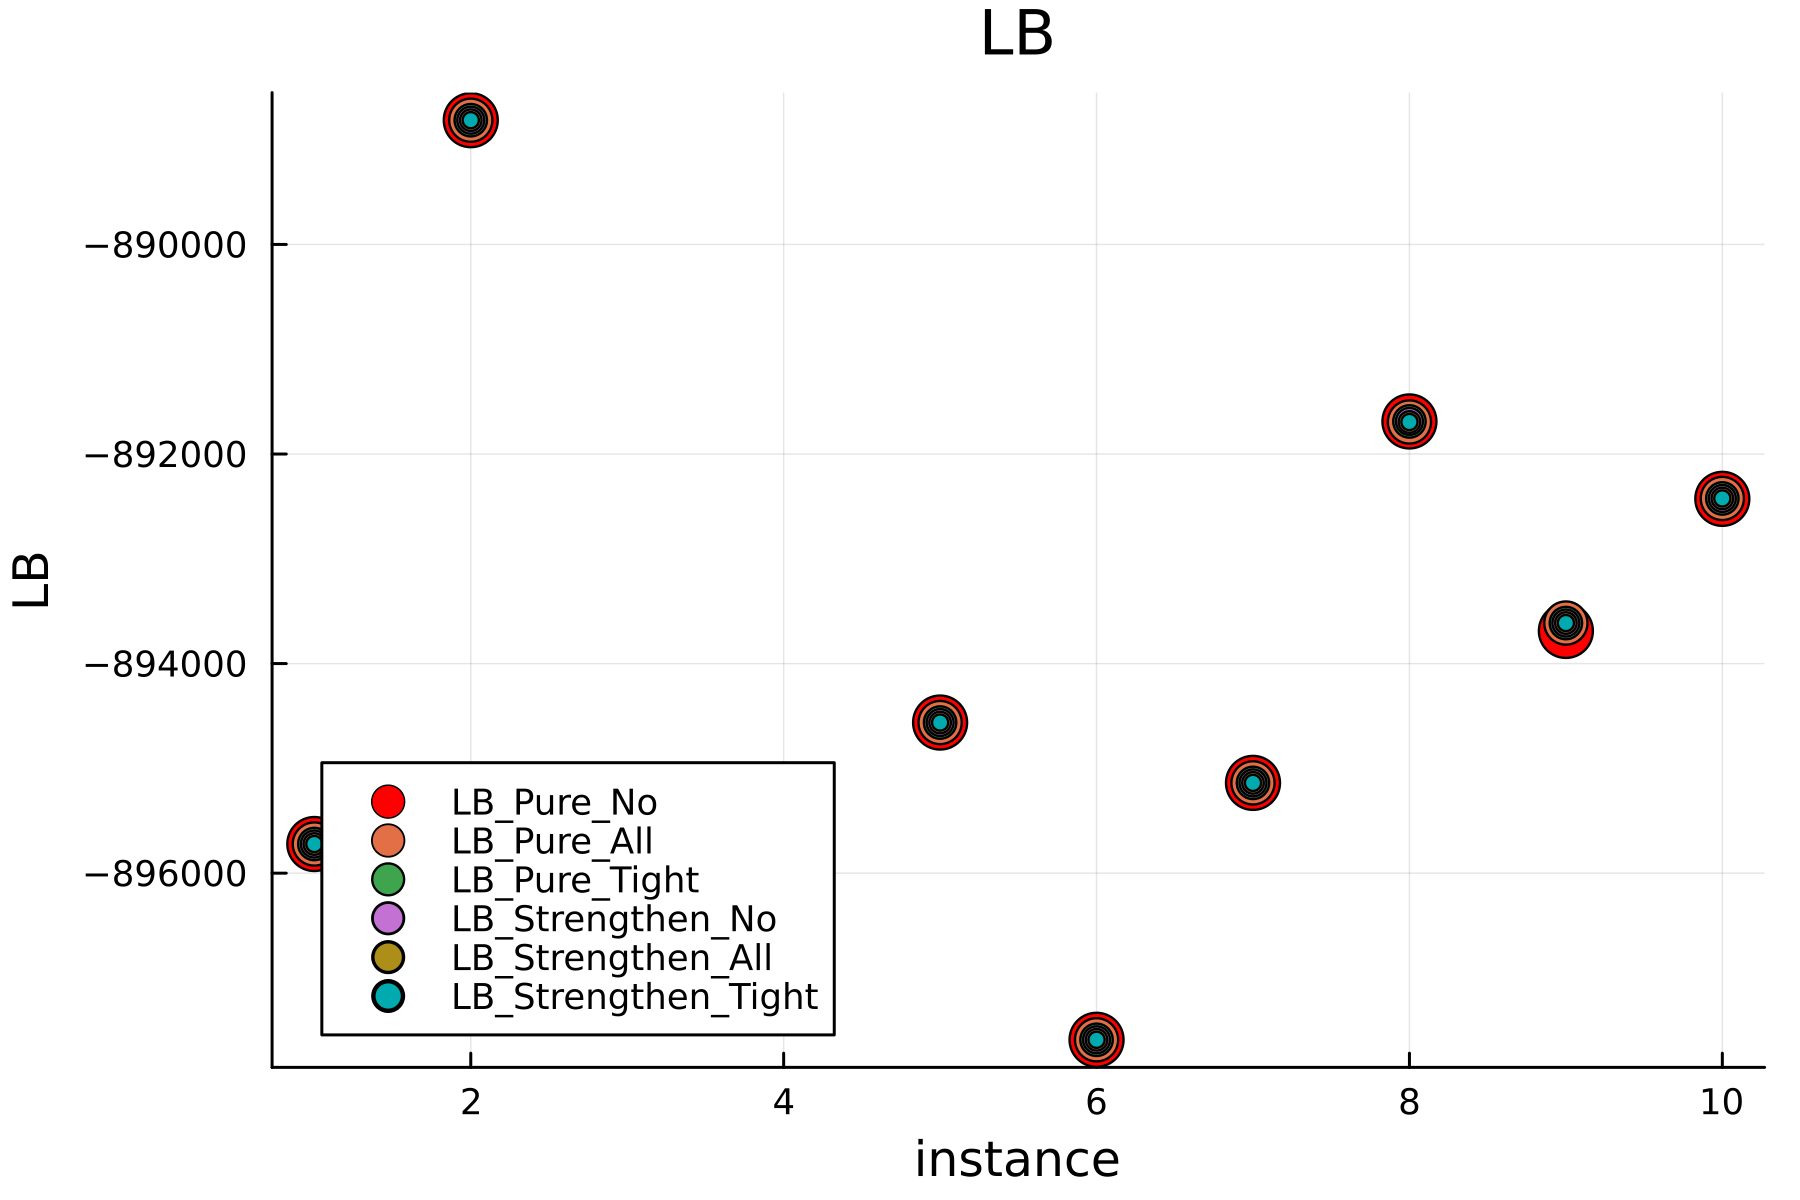 LB
−890000
−892000
−894000
−896000
LB
LB_Pure_No
LB_Pure_All
LB_Pure_Tight
LB_Strengthen_No
LB_Strengthen_All
LB_Strengthen_Tight
2 4 6 8 10
instance